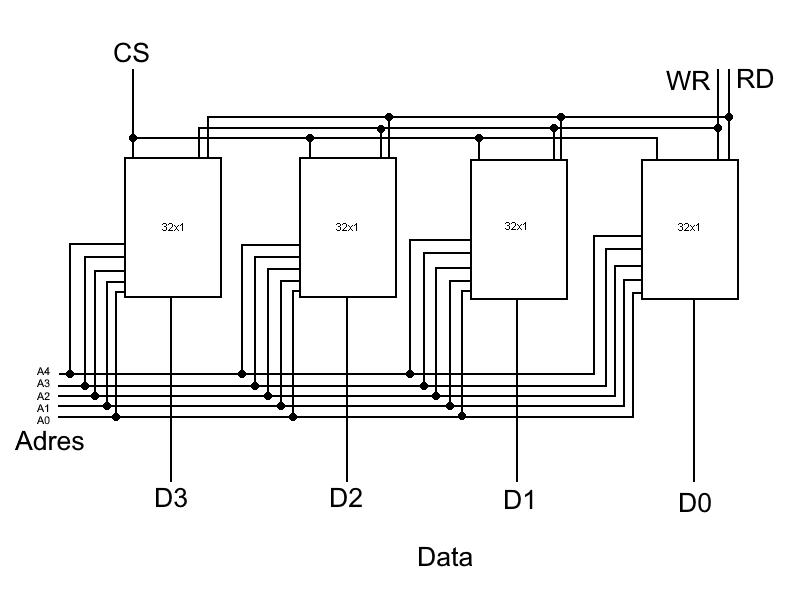 CS
WR RD
32x1 32x1 32x1 32x1
A4
A3
A2
A1
A0
Adres
D3 D2 D1 D0
Data